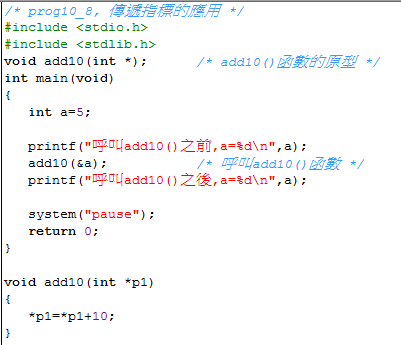 /* prog10_8, 傳遞指標的應用 */
#include <stdio.h>
#include <stdlib.h>
void add10(int *);      /* add10()函數的原型 */
int main(void)
{
   int a=5;

   printf("呼叫add10()之前,a=%d\n",a);
   add10(&a);           /* 呼叫add10()函數 */
   printf("呼叫add10()之後,a=%d\n",a);

   system("pause");
   return 0;
}

void add10(int *p1)
{
   *p1=*p1+10;
}